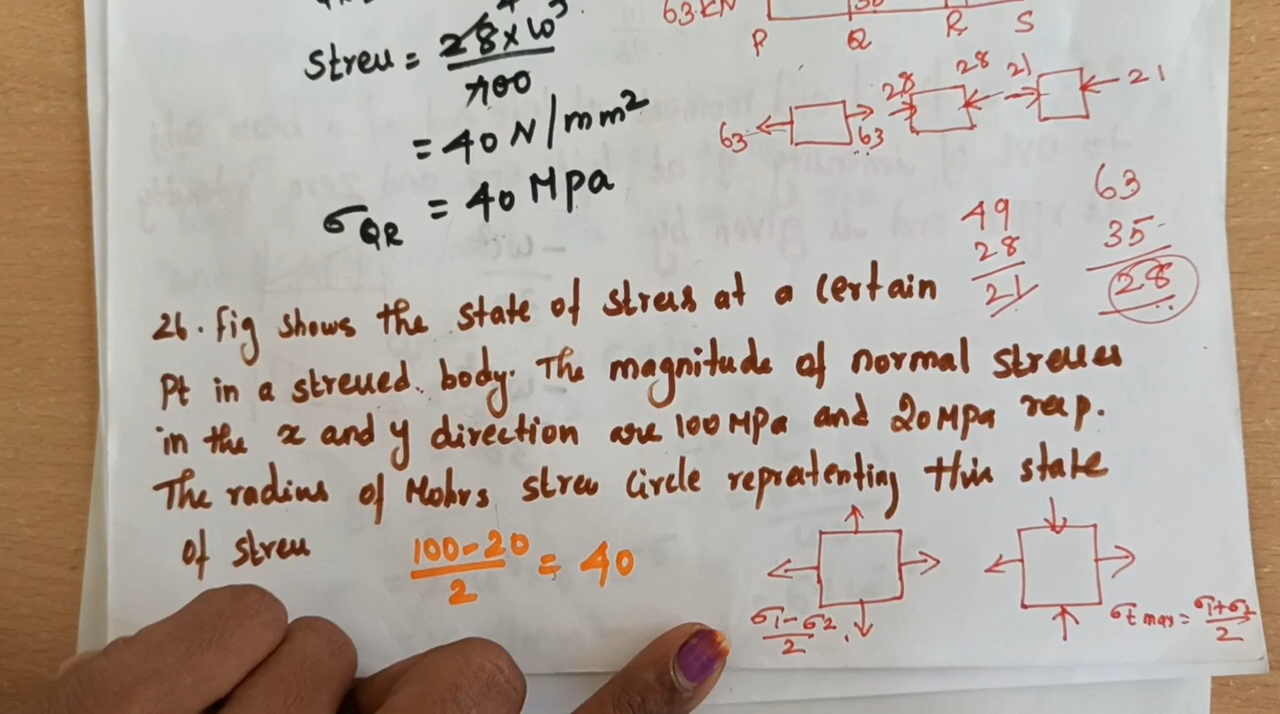 63 KN
P Q R S
Stress = 28 x 10³
700
= 40 N/mm²
σQR = 40 Mpa
28 28 21 21
63 63
49
28
21
63
35
28
26. Fig shows the state of stress at a certain
Pt in a stressed body. The magnitude of normal stresses
in the x and y direction are 100 MPa and 20 MPa resp.
The radius of Mohrs stress circle repratenting this state
of stress
100-20
2
= 40
σ1-σ2
2
σt max = σ1+σ2
2